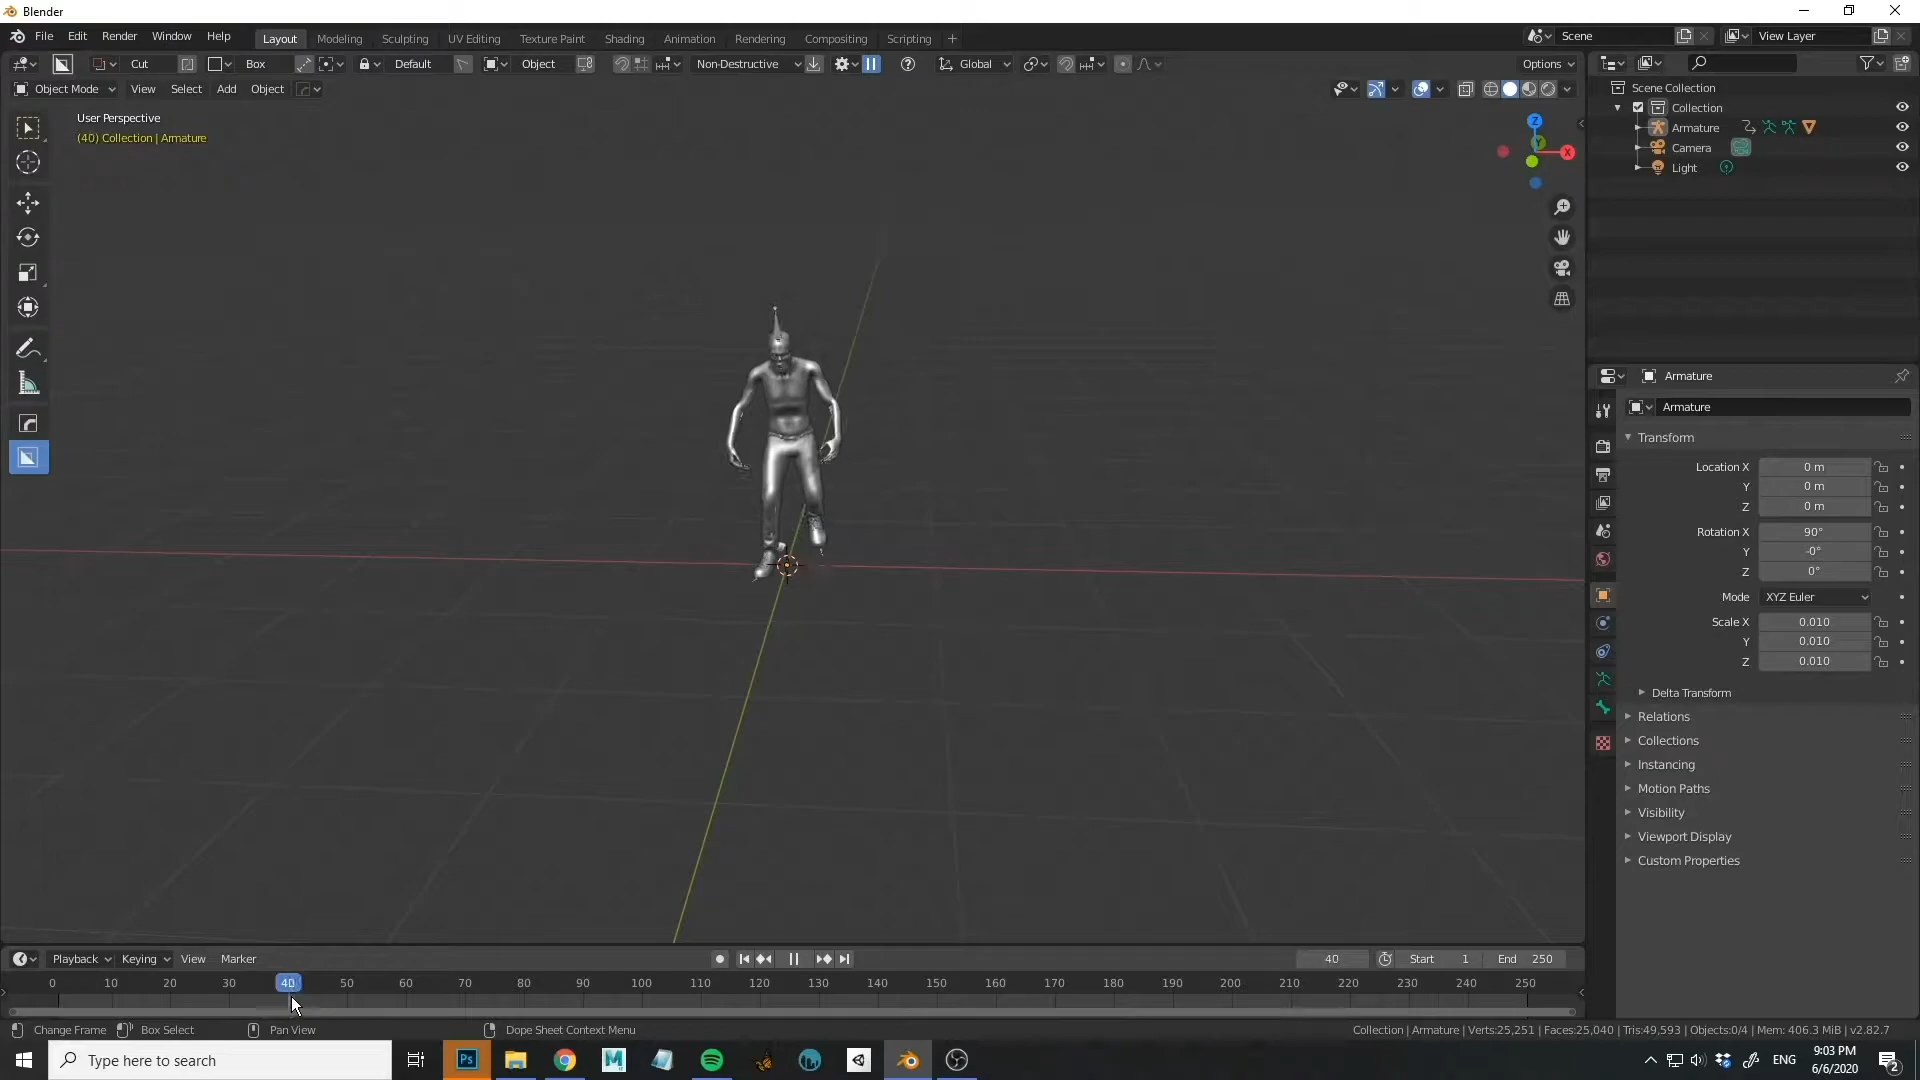 Blender
File Edit Render Window Help Layout Modeling Sculpting UV Editing Texture Paint Shading Animation Rendering Compositing Scripting + Scene View Layer
Cut Box Default Object Non-Destructive Global Options
Object Mode View Select Add Object
User Perspective
(40) Collection | Armature
Z
Y
X
Scene Collection
Collection
Armature
Camera
Light
Armature
Armature
Transform
Location X 0 m
Y 0 m
Z 0 m
Rotation X 90°
Y -0°
Z 0°
Mode XYZ Euler
Scale X 0.010
Y 0.010
Z 0.010
Delta Transform
Relations
Collections
Instancing
Motion Paths
Visibility
Viewport Display
Custom Properties
Playback Keying View Marker 40 Start 1 End 250
0 10 20 30 40 50 60 70 80 90 100 110 120 130 140 150 160 170 180 190 200 210 220 230 240 250
Change Frame Box Select Pan View Dope Sheet Context Menu Collection | Armature | Verts:25,251 | Faces:25,040 | Tris:49,593 | Objects:0/4 | Mem: 406.3 MiB | v2.82.7
Type here to search Ps M ENG 9:03 PM
6/6/2020 2